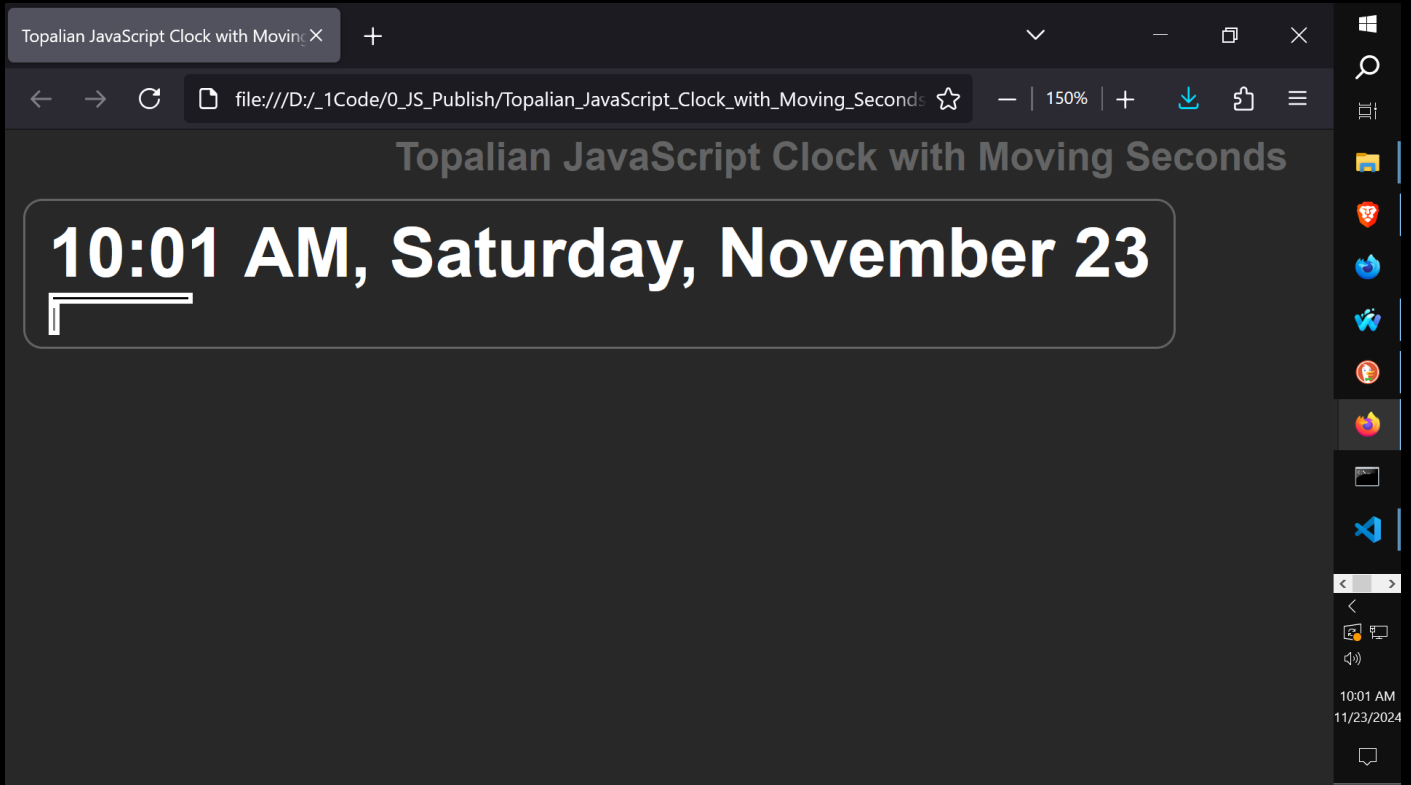 Topalian JavaScript Clock with Moving
file:///D:/_1Code/0_JS_Publish/Topalian_JavaScript_Clock_with_Moving_Seconds
150%
Topalian JavaScript Clock with Moving Seconds
10:01 AM, Saturday, November 23
10:01 AM
11/23/2024